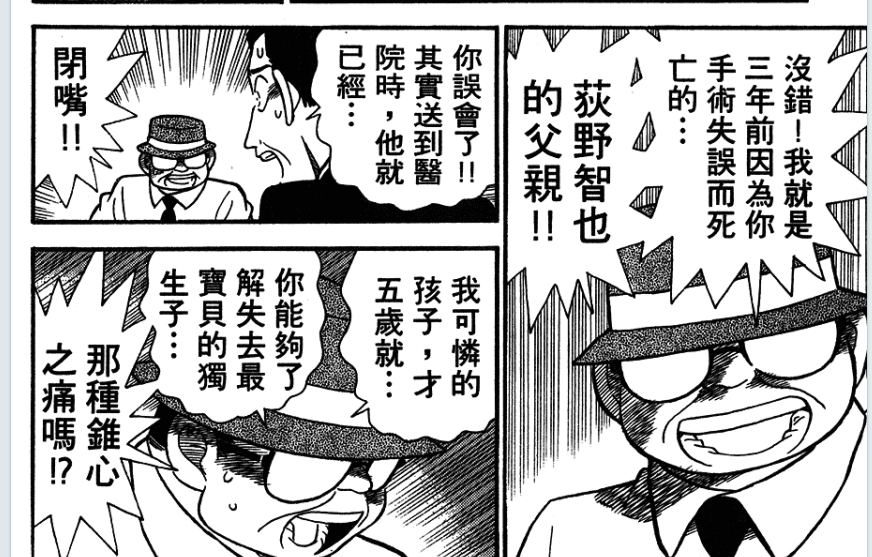 沒錯！我就是
三年前因為你
手術失誤而死
亡的…
荻野智也
的父親!!
你誤會了!!
其實送到醫
院時，他就
已經…
閉嘴!!
我可憐的
孩子，才
五歲就…
你能夠了
解失去最
寶貝的獨
生子…
那種錐心
之痛嗎!?